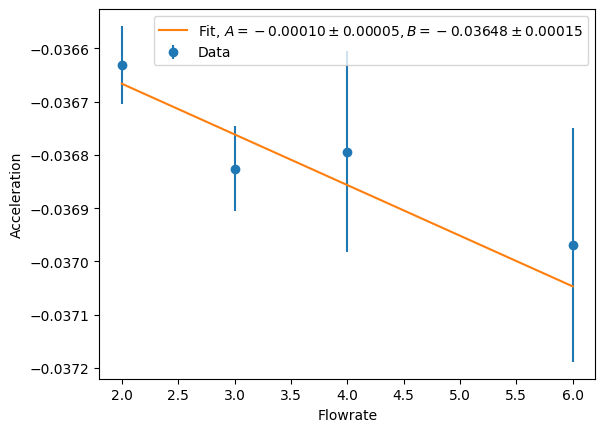 Fit, A = −0.00010 ± 0.00005, B = −0.03648 ± 0.00015
Data
−0.0366
−0.0367
−0.0368
−0.0369
−0.0370
−0.0371
−0.0372
Acceleration
2.0 2.5 3.0 3.5 4.0 4.5 5.0 5.5 6.0
Flowrate